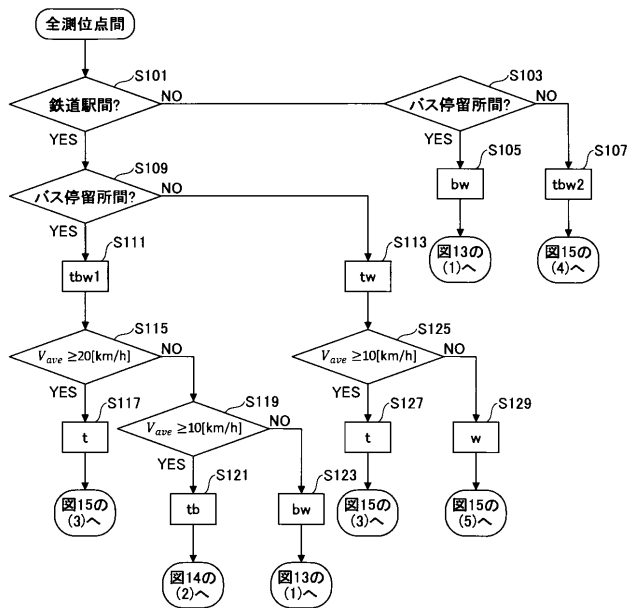 全測位点間
S101
鉄道駅間?
NO
YES
S103
バス停留所間?
NO
YES
S105
bw
S107
tbw2
図13の
(1)へ
図15の
(4)へ
S109
バス停留所間?
NO
YES
S111
tbw1
S113
tw
S115
Vave ≥20[km/h]
NO
YES
S125
Vave ≥10[km/h]
NO
YES
S117
t
S119
Vave ≥10[km/h]
NO
YES
S127
t
S129
w
図15の
(3)へ
S121
tb
S123
bw
図15の
(3)へ
図15の
(5)へ
図14の
(2)へ
図13の
(1)へ